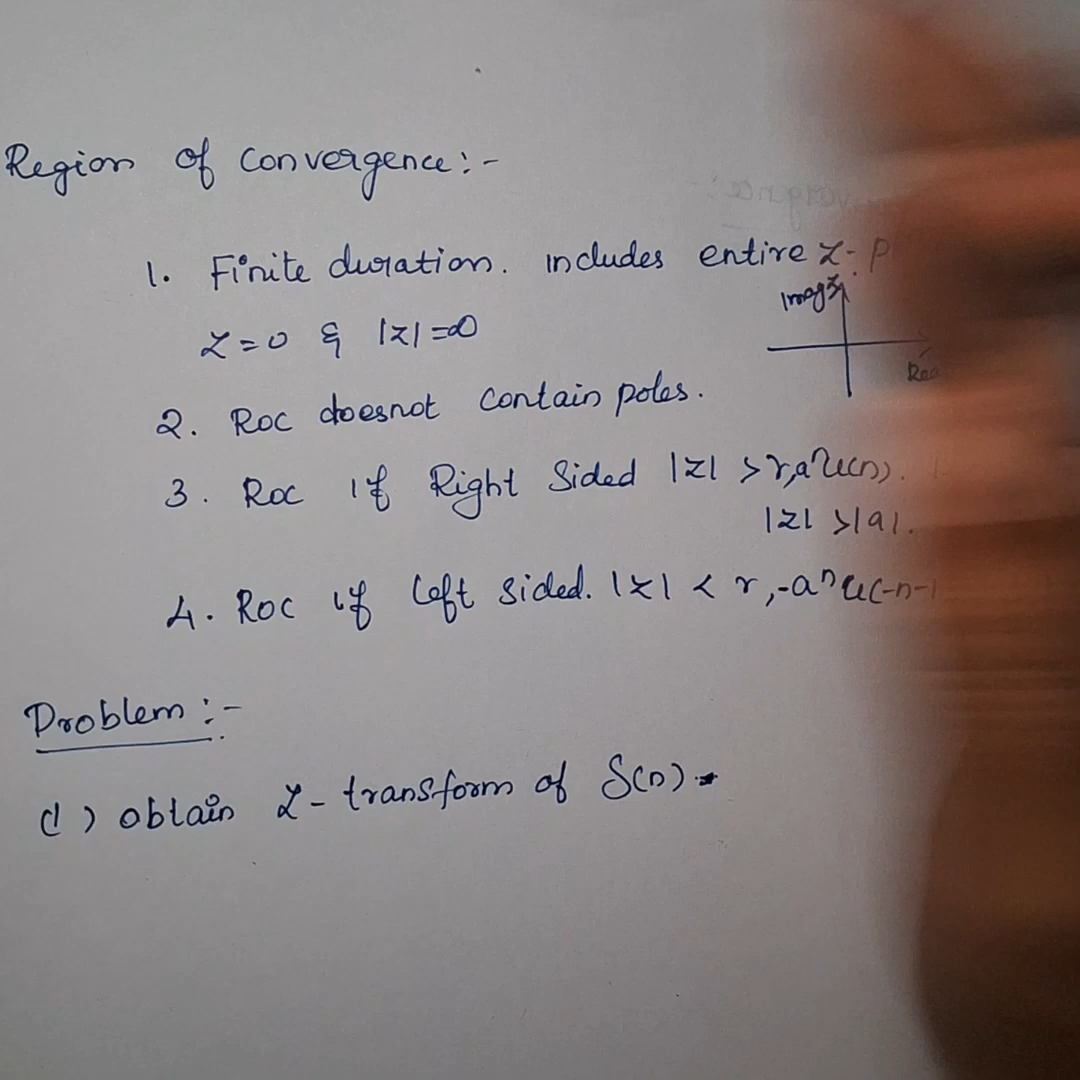 Region of Convergence:-
1. Finite duration. includes entire z- p
Imag z
z=0 & |z|=∞
2. Roc doesnot contain poles.
3. Roc if Right Sided |z| > r, aⁿu(n).
|z| > |a|.
4. Roc if left sided. |z| < r, -aⁿu(-n-1
Problem:-
(1) obtain z-transform of δ(n).